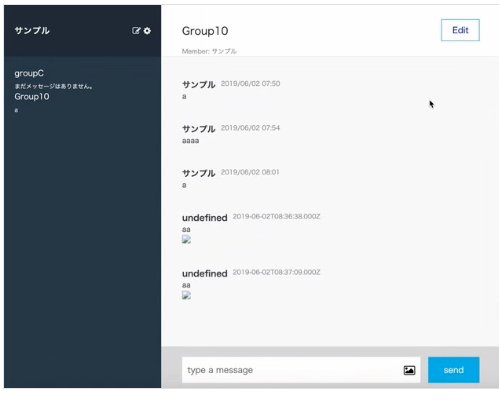 サンプル
groupC
まだメッセージはありません。
Group10
a
Group10
Edit
Member: サンプル
サンプル 2019/06/02 07:50
a
サンプル 2019/06/02 07:54
aaaa
サンプル 2019/06/02 08:01
a
undefined 2019-06-02T08:36:38.000Z
aa
undefined 2019-06-02T08:37:09.000Z
aa
type a message
send